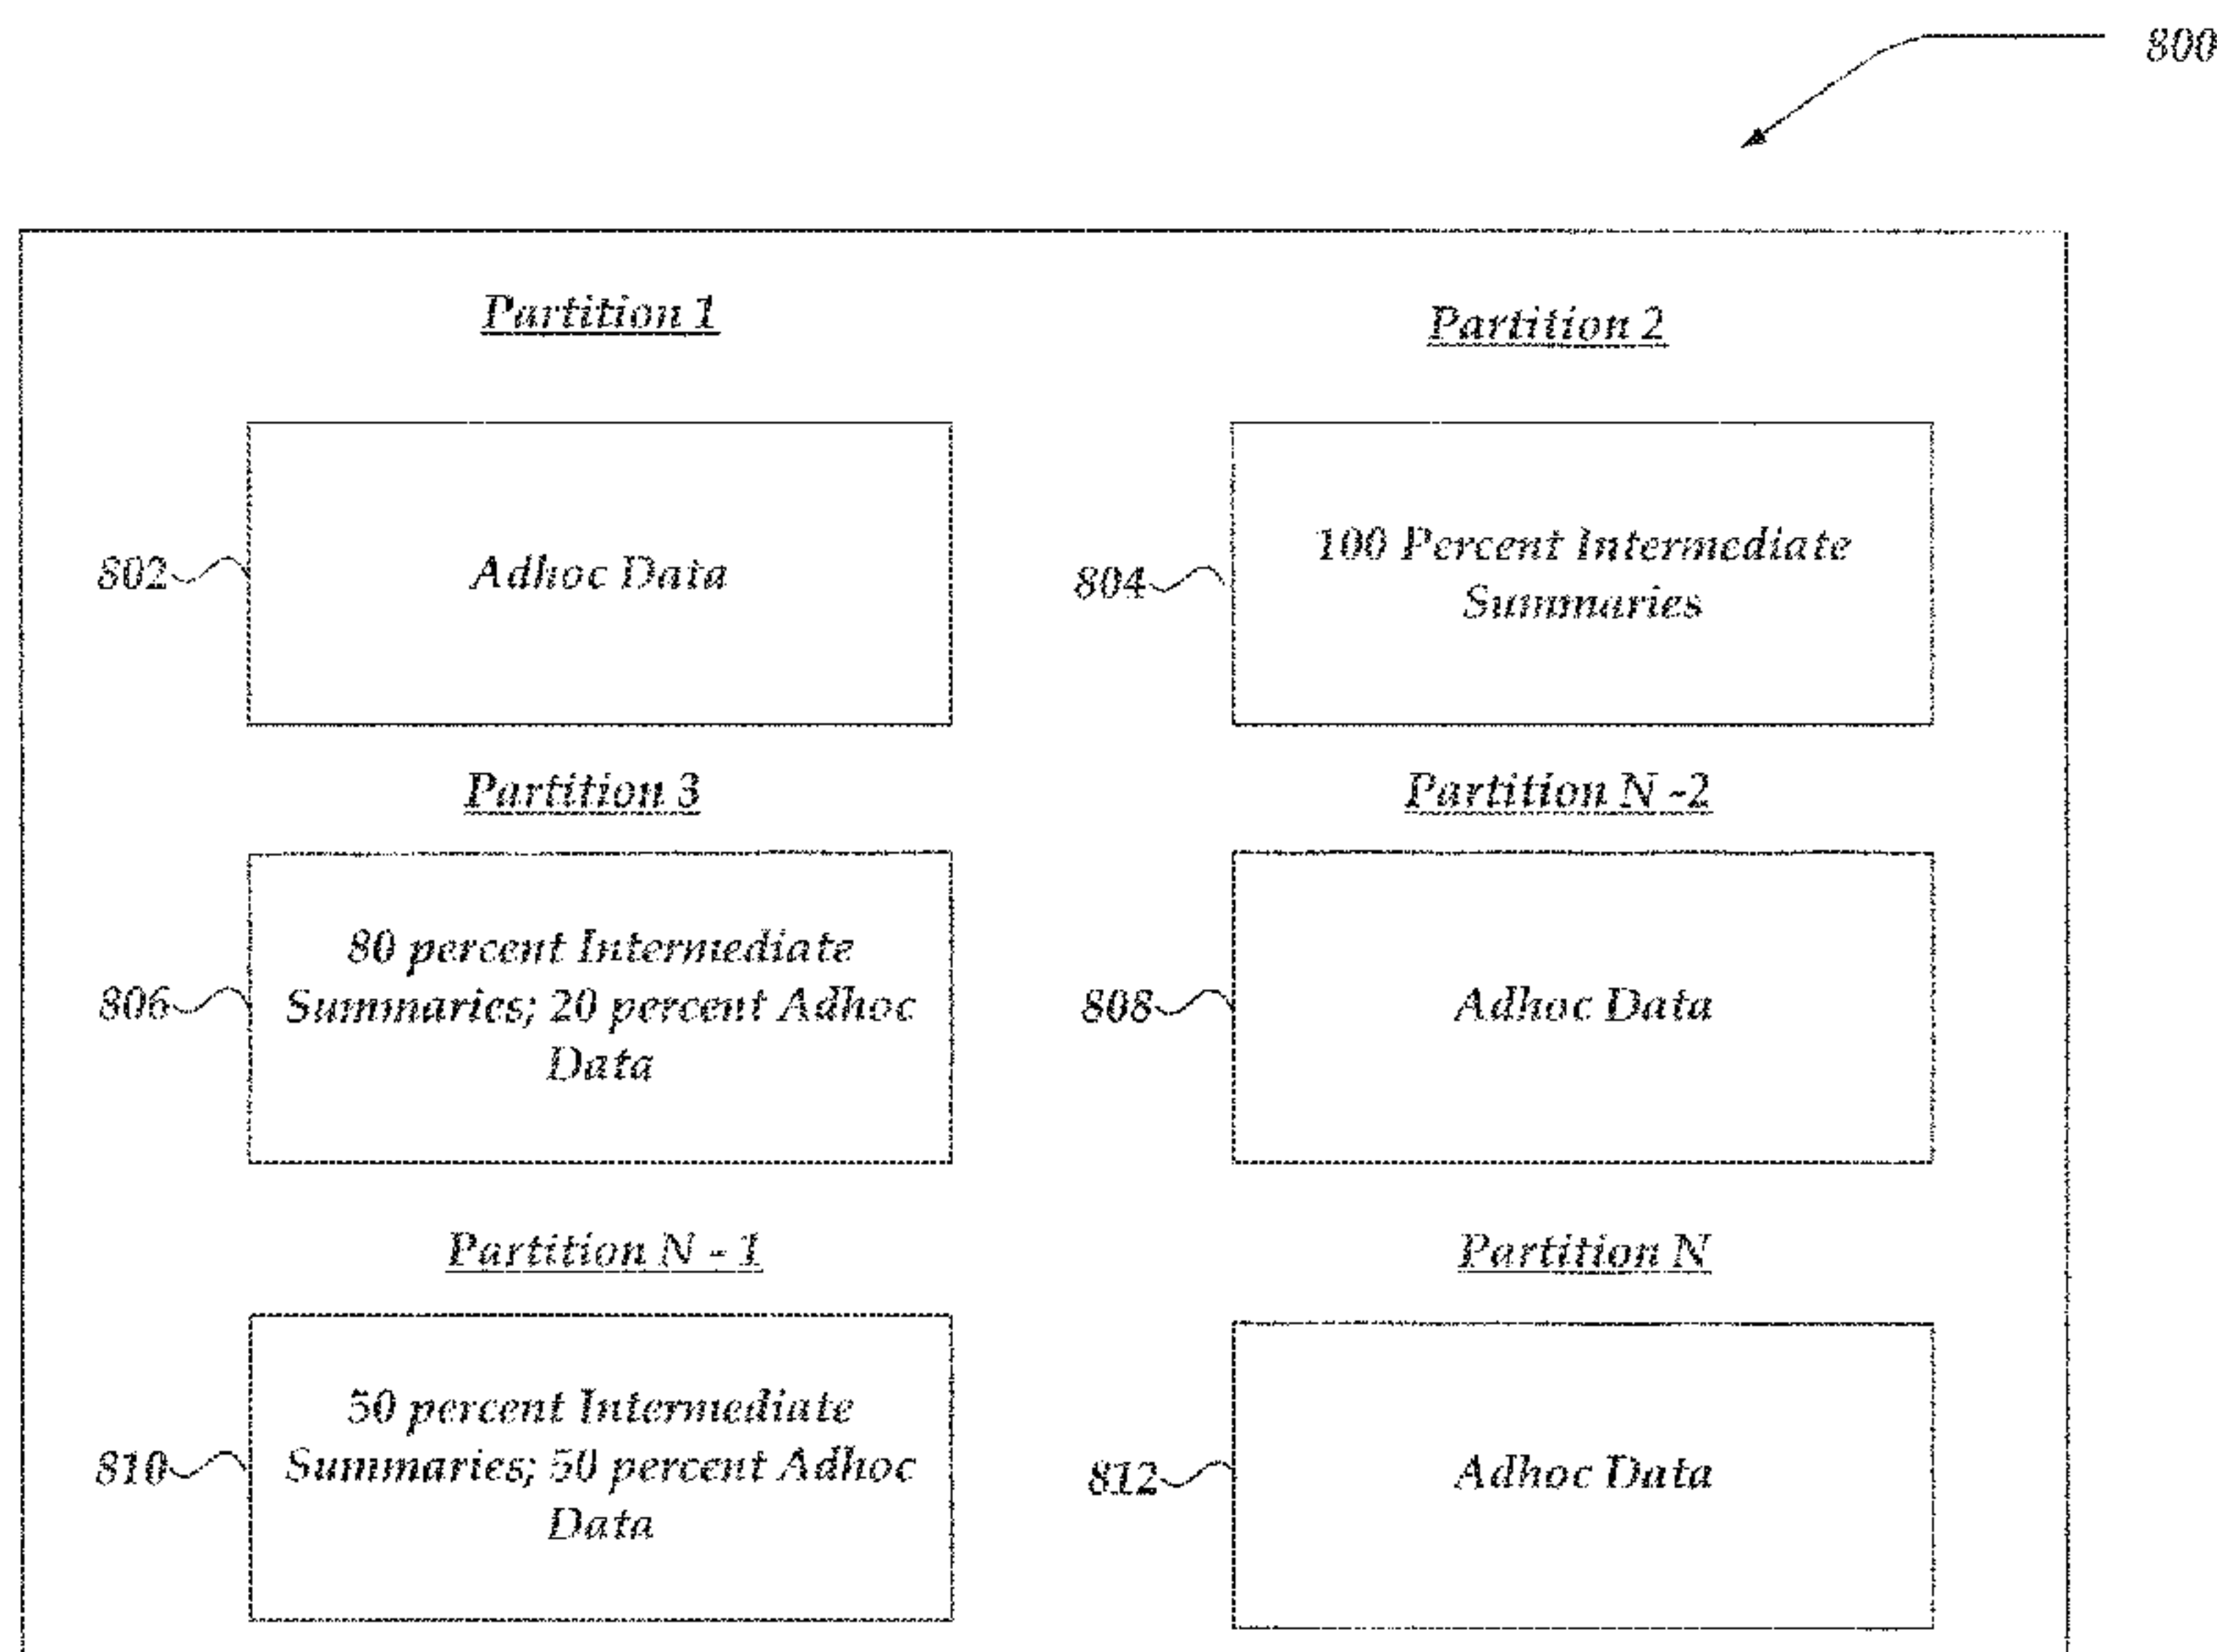 800
Partition 1
Partition 2
802
Adhoc Data
804
100 Percent Intermediate
Summaries
Partition 3
Partition N -2
806
80 percent Intermediate
Summaries; 20 percent Adhoc
Data
808
Adhoc Data
Partition N - 1
Partition N
810
50 percent Intermediate
Summaries; 50 percent Adhoc
Data
812
Adhoc Data